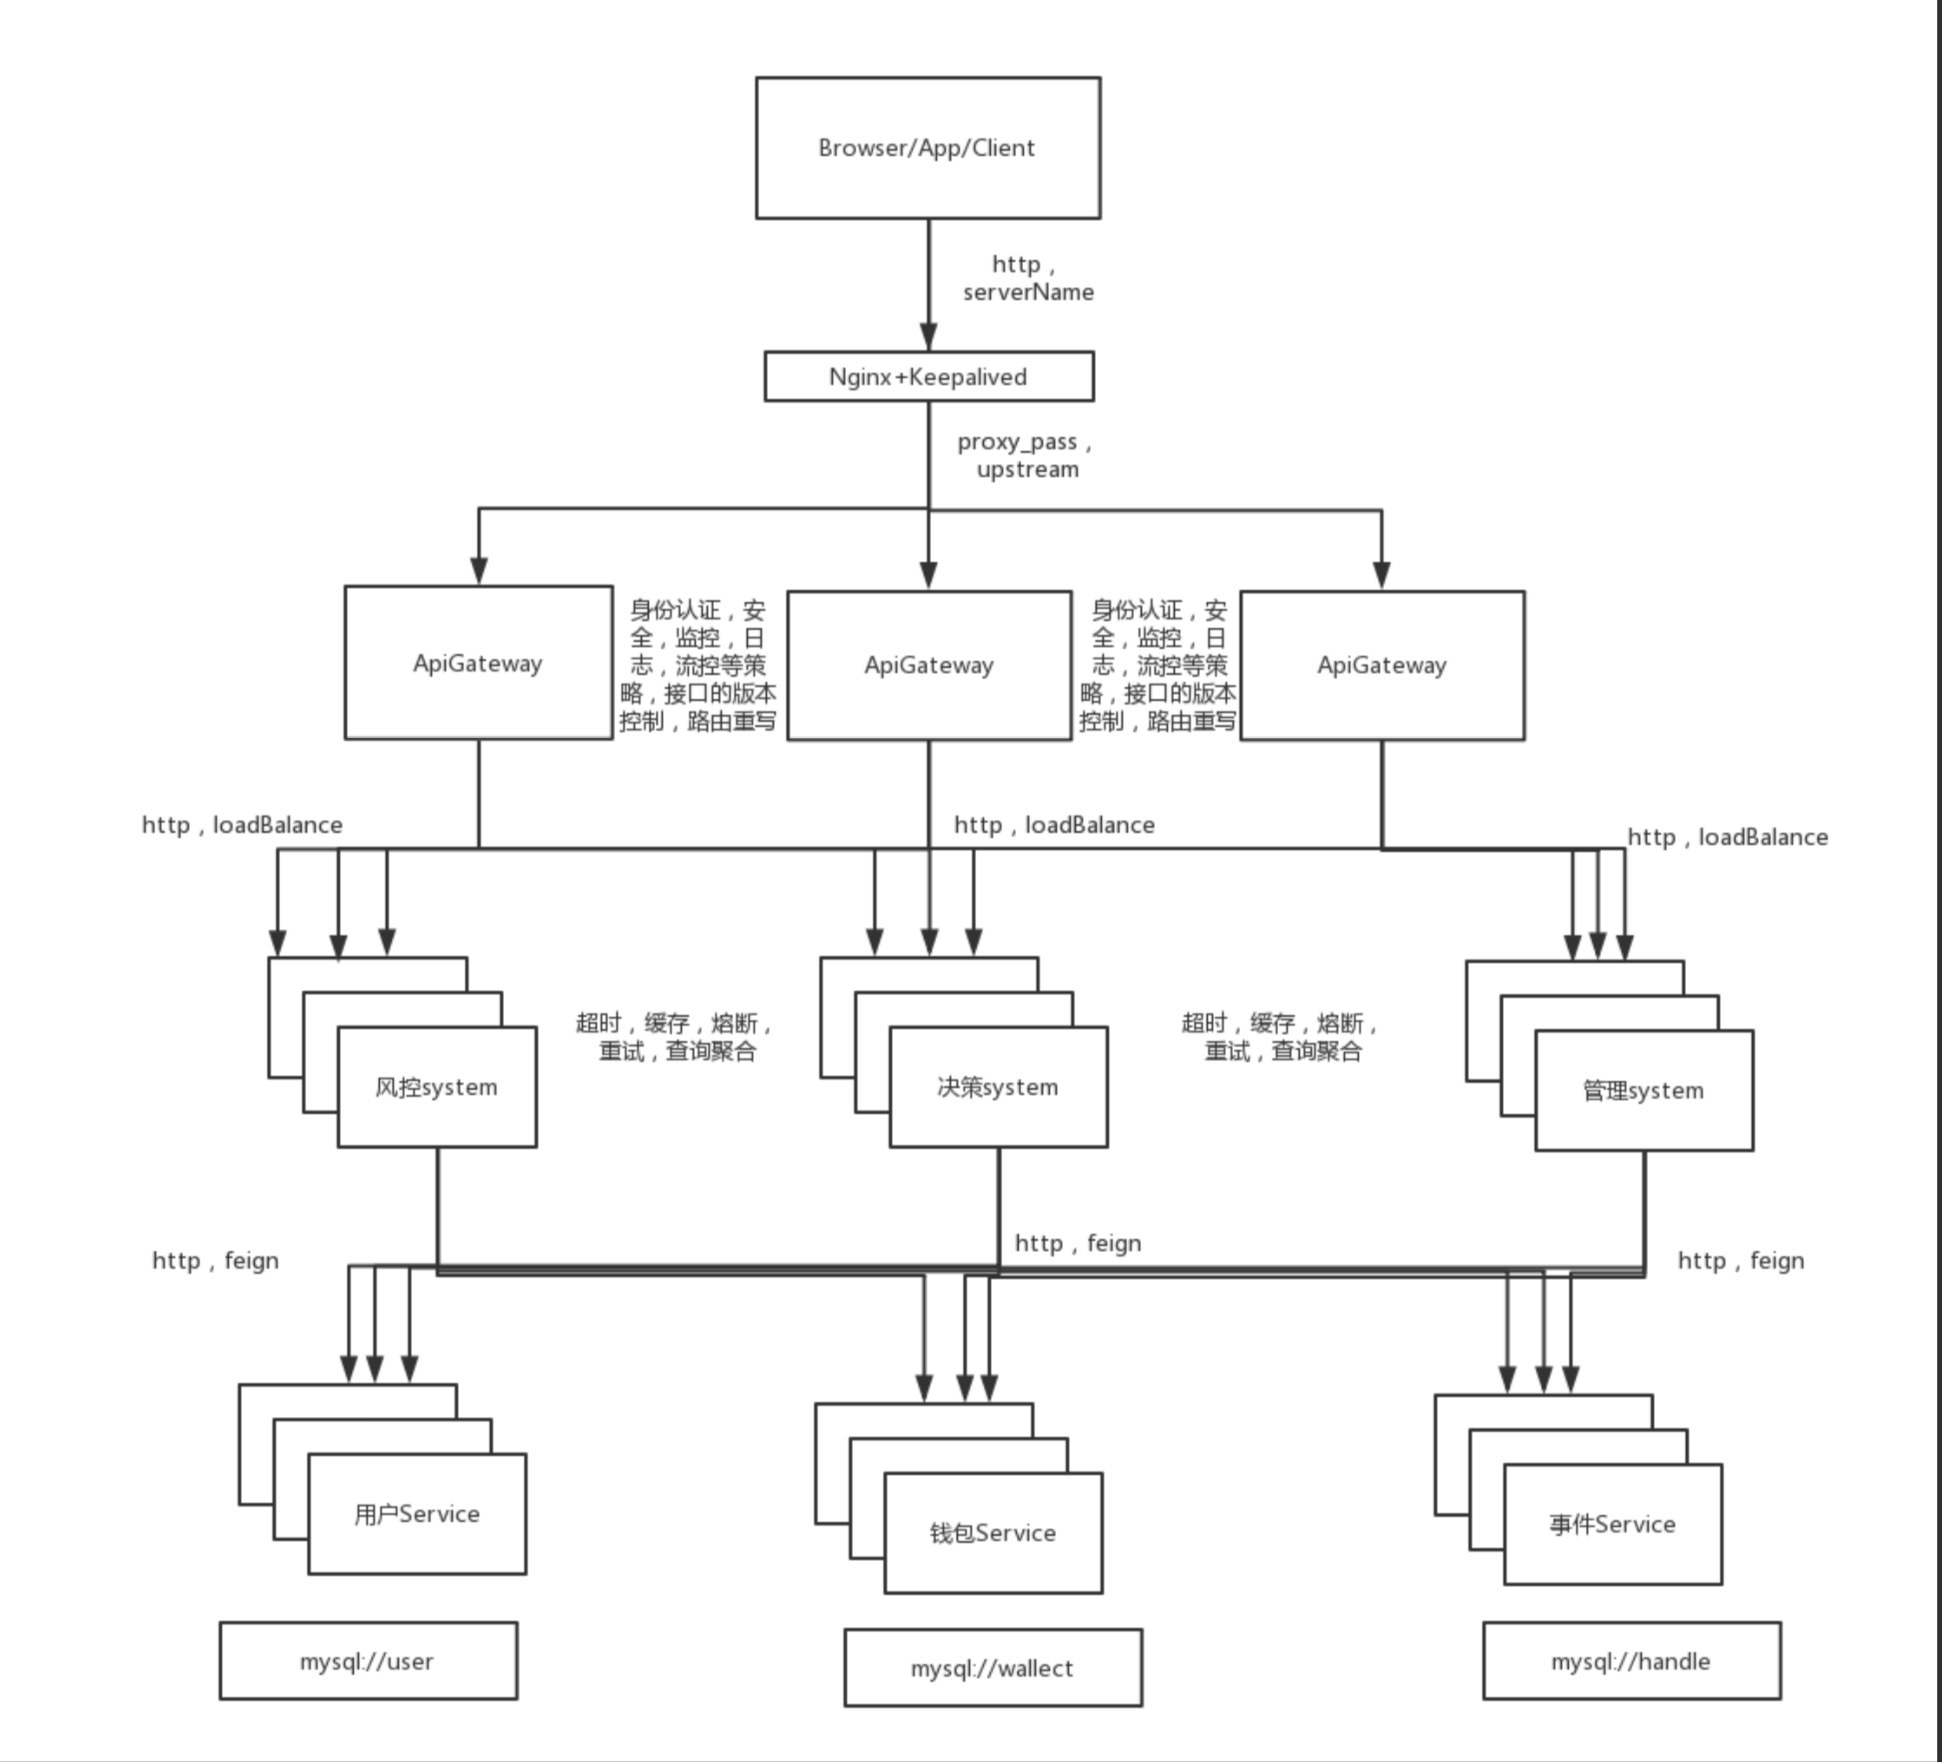 Browser/App/Client
http，
serverName
Nginx+Keepalived
proxy_pass，
upstream
ApiGateway
身份认证，安
全，监控，日
志，流控等策
略，接口的版本
控制，路由重写
ApiGateway
身份认证，安
全，监控，日
志，流控等策
略，接口的版本
控制，路由重写
ApiGateway
http，loadBalance
http，loadBalance
http，loadBalance
风控system
超时，缓存，熔断，
重试，查询聚合
决策system
超时，缓存，熔断，
重试，查询聚合
管理system
http，feign
http，feign
http，feign
用户Service
钱包Service
事件Service
mysql://user
mysql://wallect
mysql://handle